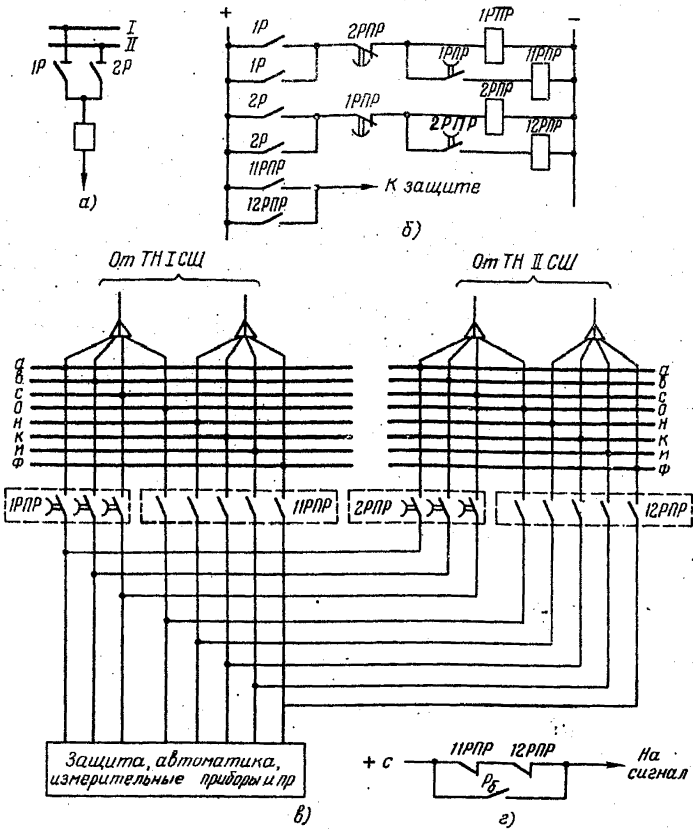 I
II
1Р
2Р
а)
+
−
1Р
2РПР
1РПР
1Р
1РПР
11РПР
2Р
1РПР
2РПР
2Р
2РПР
12РПР
11РПР
К защите
12РПР
б)
От ТН I СШ
От ТН II СШ
а
в
с
о
н
к
и
ф
а
в
с
о
н
к
и
ф
1РПР
11РПР
2РПР
12РПР
Защита, автоматика,
измерительные приборы и пр
в)
+ с
11РПР
12РПР
На
сигнал
Рб
г)